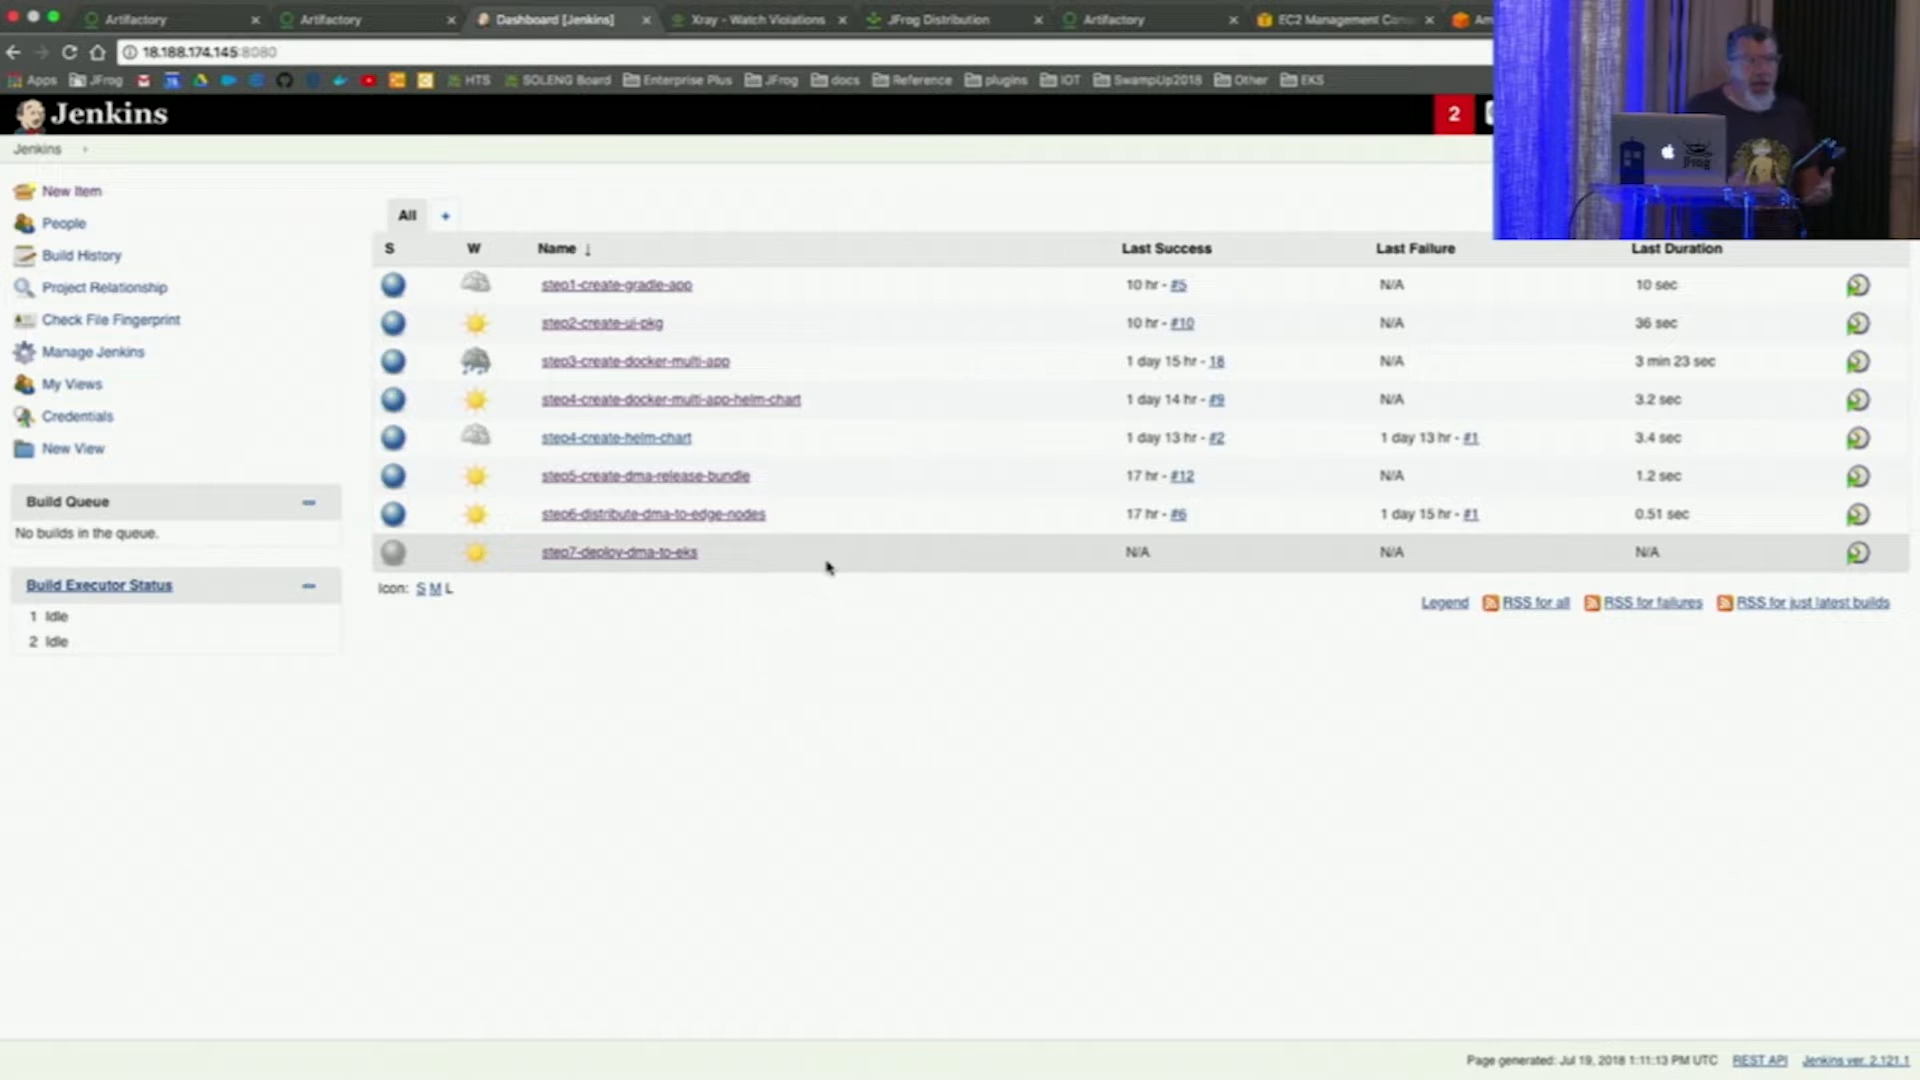 Artifactory
Artifactory
Dashboard [Jenkins]
Xray - Watch Violations
JFrog Distribution
Artifactory
EC2 Management Con
Am
18.188.174.145:8080
Apps
JFrog
HTS
SOLENG Board
Enterprise Plus
JFrog
docs
Reference
plugins
IOT
SwampUp2018
Other
EKS
Jenkins
2
Jenkins
New Item
People
Build History
Project Relationship
Check File Fingerprint
Manage Jenkins
My Views
Credentials
New View
Build Queue
No builds in the queue.
Build Executor Status
1 Idle
2 Idle
All +
S W Name ↓ Last Success Last Failure Last Duration
step1-create-gradle-app 10 hr - #5 N/A 10 sec
step2-create-ui-pkg 10 hr - #10 N/A 36 sec
step3-create-docker-multi-app 1 day 15 hr - 18 N/A 3 min 23 sec
step4-create-docker-multi-app-helm-chart 1 day 14 hr - #9 N/A 3.2 sec
step4-create-helm-chart 1 day 13 hr - #2 1 day 13 hr - #1 3.4 sec
step5-create-dma-release-bundle 17 hr - #12 N/A 1.2 sec
step6-distribute-dma-to-edge-nodes 17 hr - #6 1 day 15 hr - #1 0.51 sec
step7-deploy-dma-to-eks N/A N/A N/A
Icon: S M L
Legend RSS for all RSS for failures RSS for just latest builds
JFrog
Page generated: Jul 19, 2018 1:11:13 PM UTC REST API Jenkins ver. 2.121.1